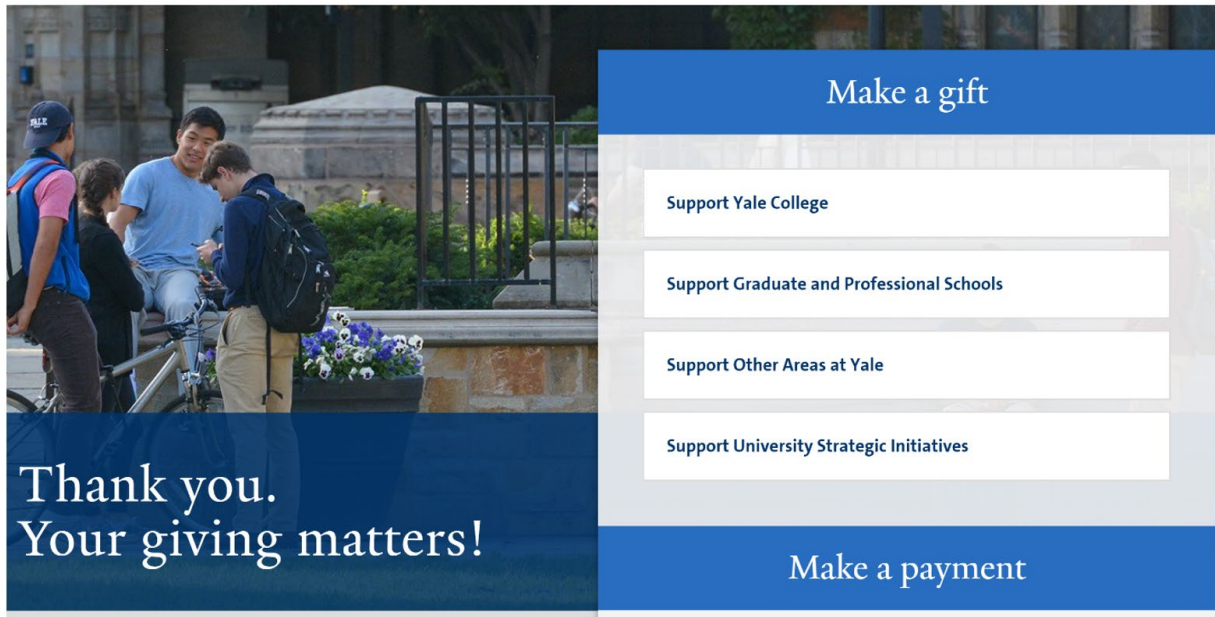 YALE
Thank you.
Your giving matters!
Make a gift
Support Yale College
Support Graduate and Professional Schools
Support Other Areas at Yale
Support University Strategic Initiatives
Make a payment